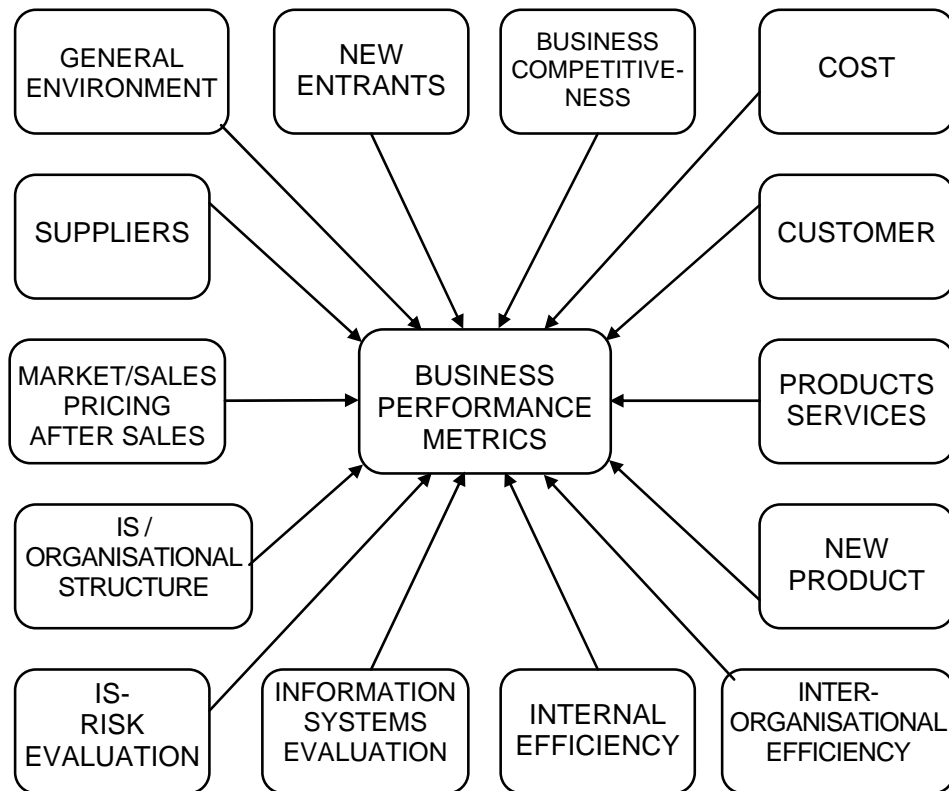 GENERAL
ENVIRONMENT
NEW
ENTRANTS
BUSINESS
COMPETITIVE-
NESS
COST
SUPPLIERS
CUSTOMER
MARKET/SALES
PRICING
AFTER SALES
BUSINESS
PERFORMANCE
METRICS
PRODUCTS
SERVICES
IS /
ORGANISATIONAL
STRUCTURE
NEW
PRODUCT
IS-
RISK
EVALUATION
INFORMATION
SYSTEMS
EVALUATION
INTERNAL
EFFICIENCY
INTER-
ORGANISATIONAL
EFFICIENCY